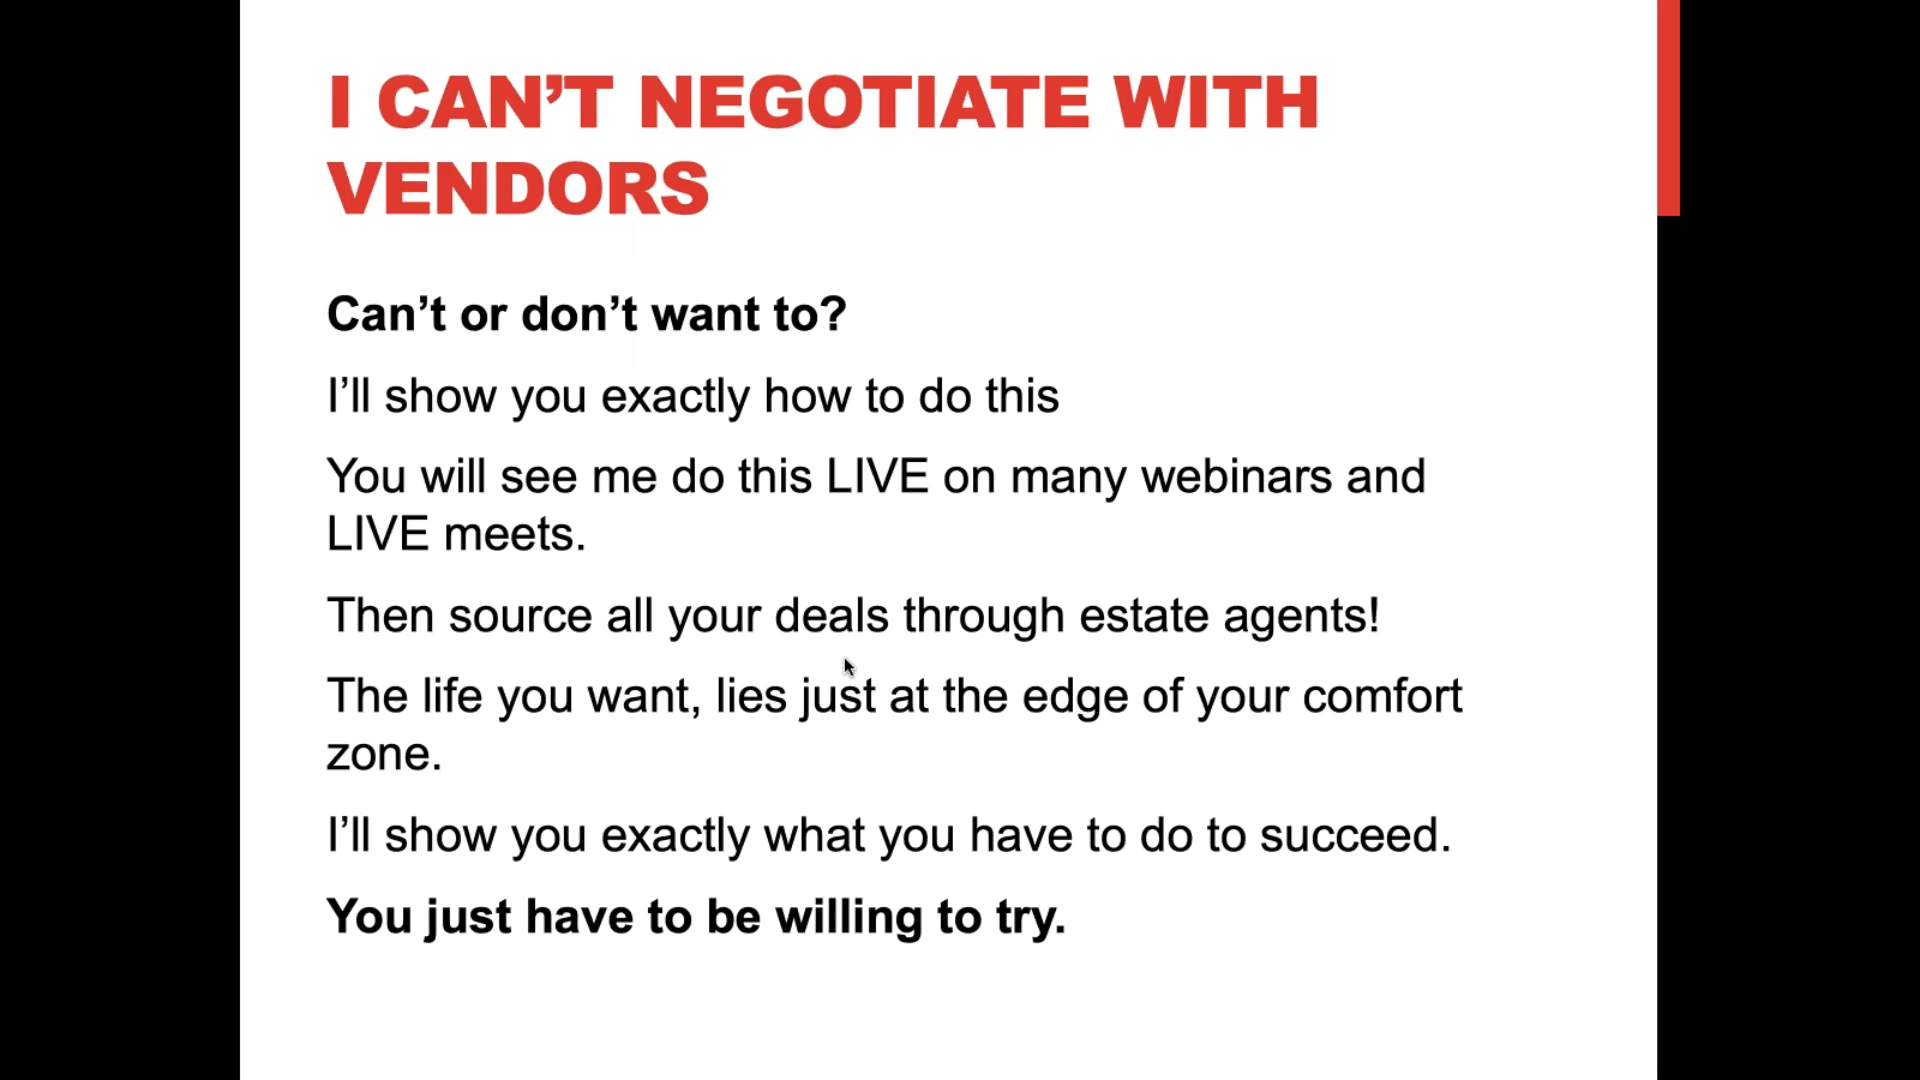 I CAN’T NEGOTIATE WITH
VENDORS
Can’t or don’t want to?
I’ll show you exactly how to do this
You will see me do this LIVE on many webinars and
LIVE meets.
Then source all your deals through estate agents!
The life you want, lies just at the edge of your comfort
zone.
I’ll show you exactly what you have to do to succeed.
You just have to be willing to try.